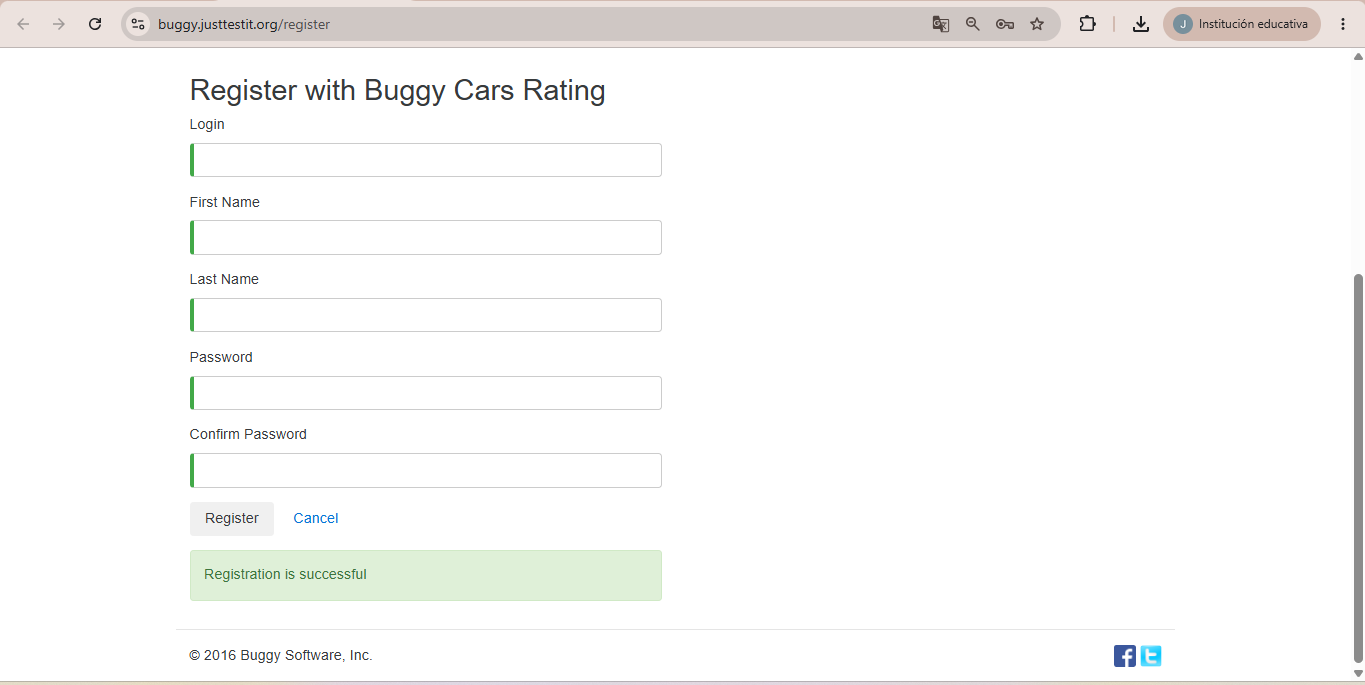 buggy.justtestit.org/register
J Institución educativa
Register with Buggy Cars Rating
Login
First Name
Last Name
Password
Confirm Password
Register Cancel
Registration is successful
© 2016 Buggy Software, Inc.